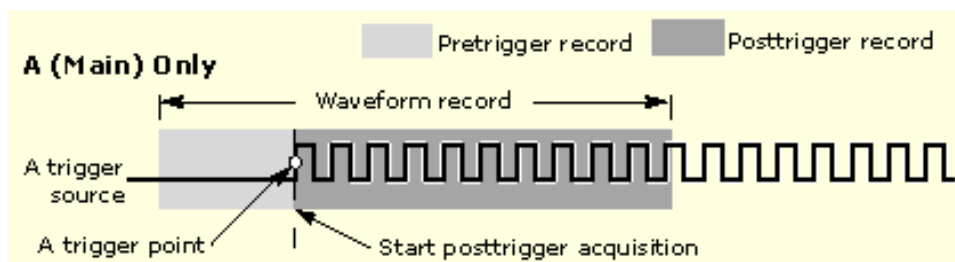 Pretrigger record
Posttrigger record
A (Main) Only
Waveform record
A trigger
source
A trigger point
Start posttrigger acquisition